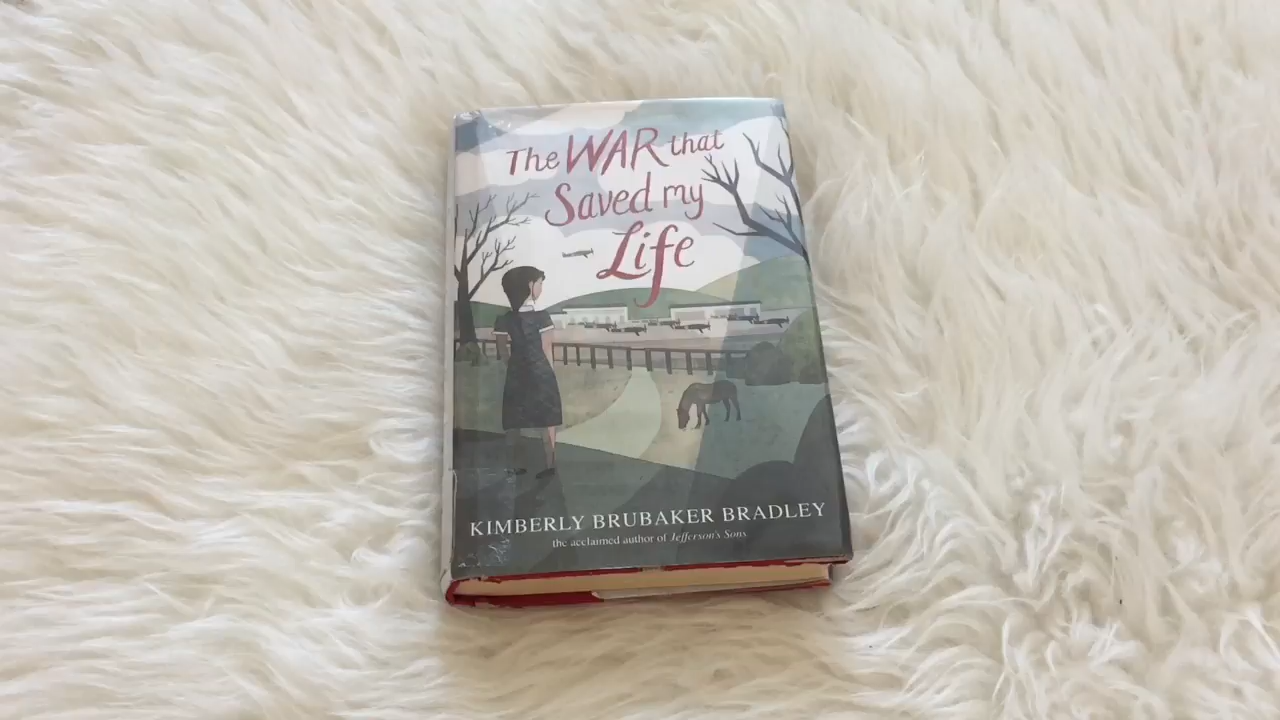 The WAR that
Saved my
Life
KIMBERLY BRUBAKER BRADLEY
the acclaimed author of Jefferson's Sons